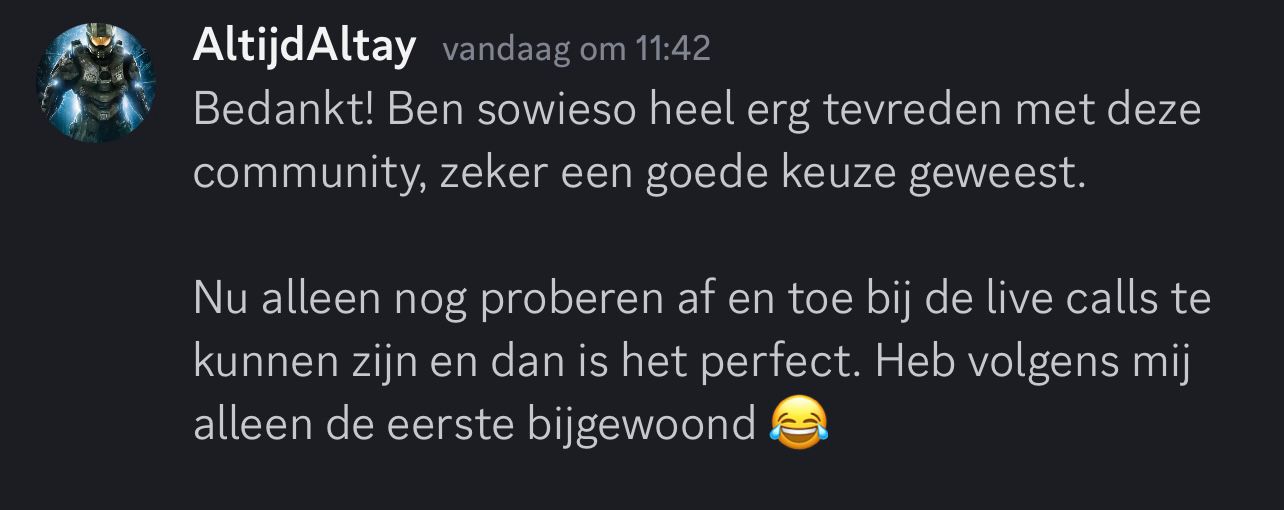 AltijdAltay vandaag om 11:42
Bedankt! Ben sowieso heel erg tevreden met deze
community, zeker een goede keuze geweest.
Nu alleen nog proberen af en toe bij de live calls te
kunnen zijn en dan is het perfect. Heb volgens mij
alleen de eerste bijgewoond 😂